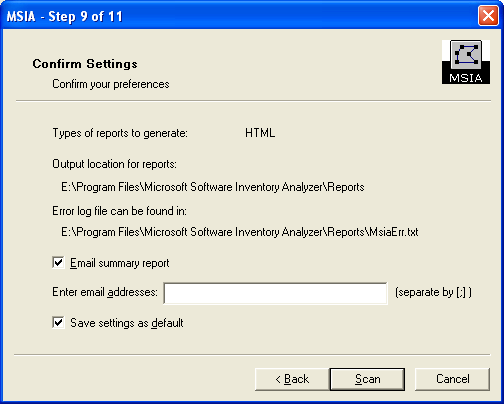 MSIA - Step 9 of 11
Confirm Settings
Confirm your preferences
MSIA
Types of reports to generate: HTML
Output location for reports:
E:\Program Files\Microsoft Software Inventory Analyzer\Reports
Error log file can be found in:
E:\Program Files\Microsoft Software Inventory Analyzer\Reports\MsiaErr.txt
Email summary report
Enter email addresses: (separate by [;] )
Save settings as default
< Back Scan Cancel